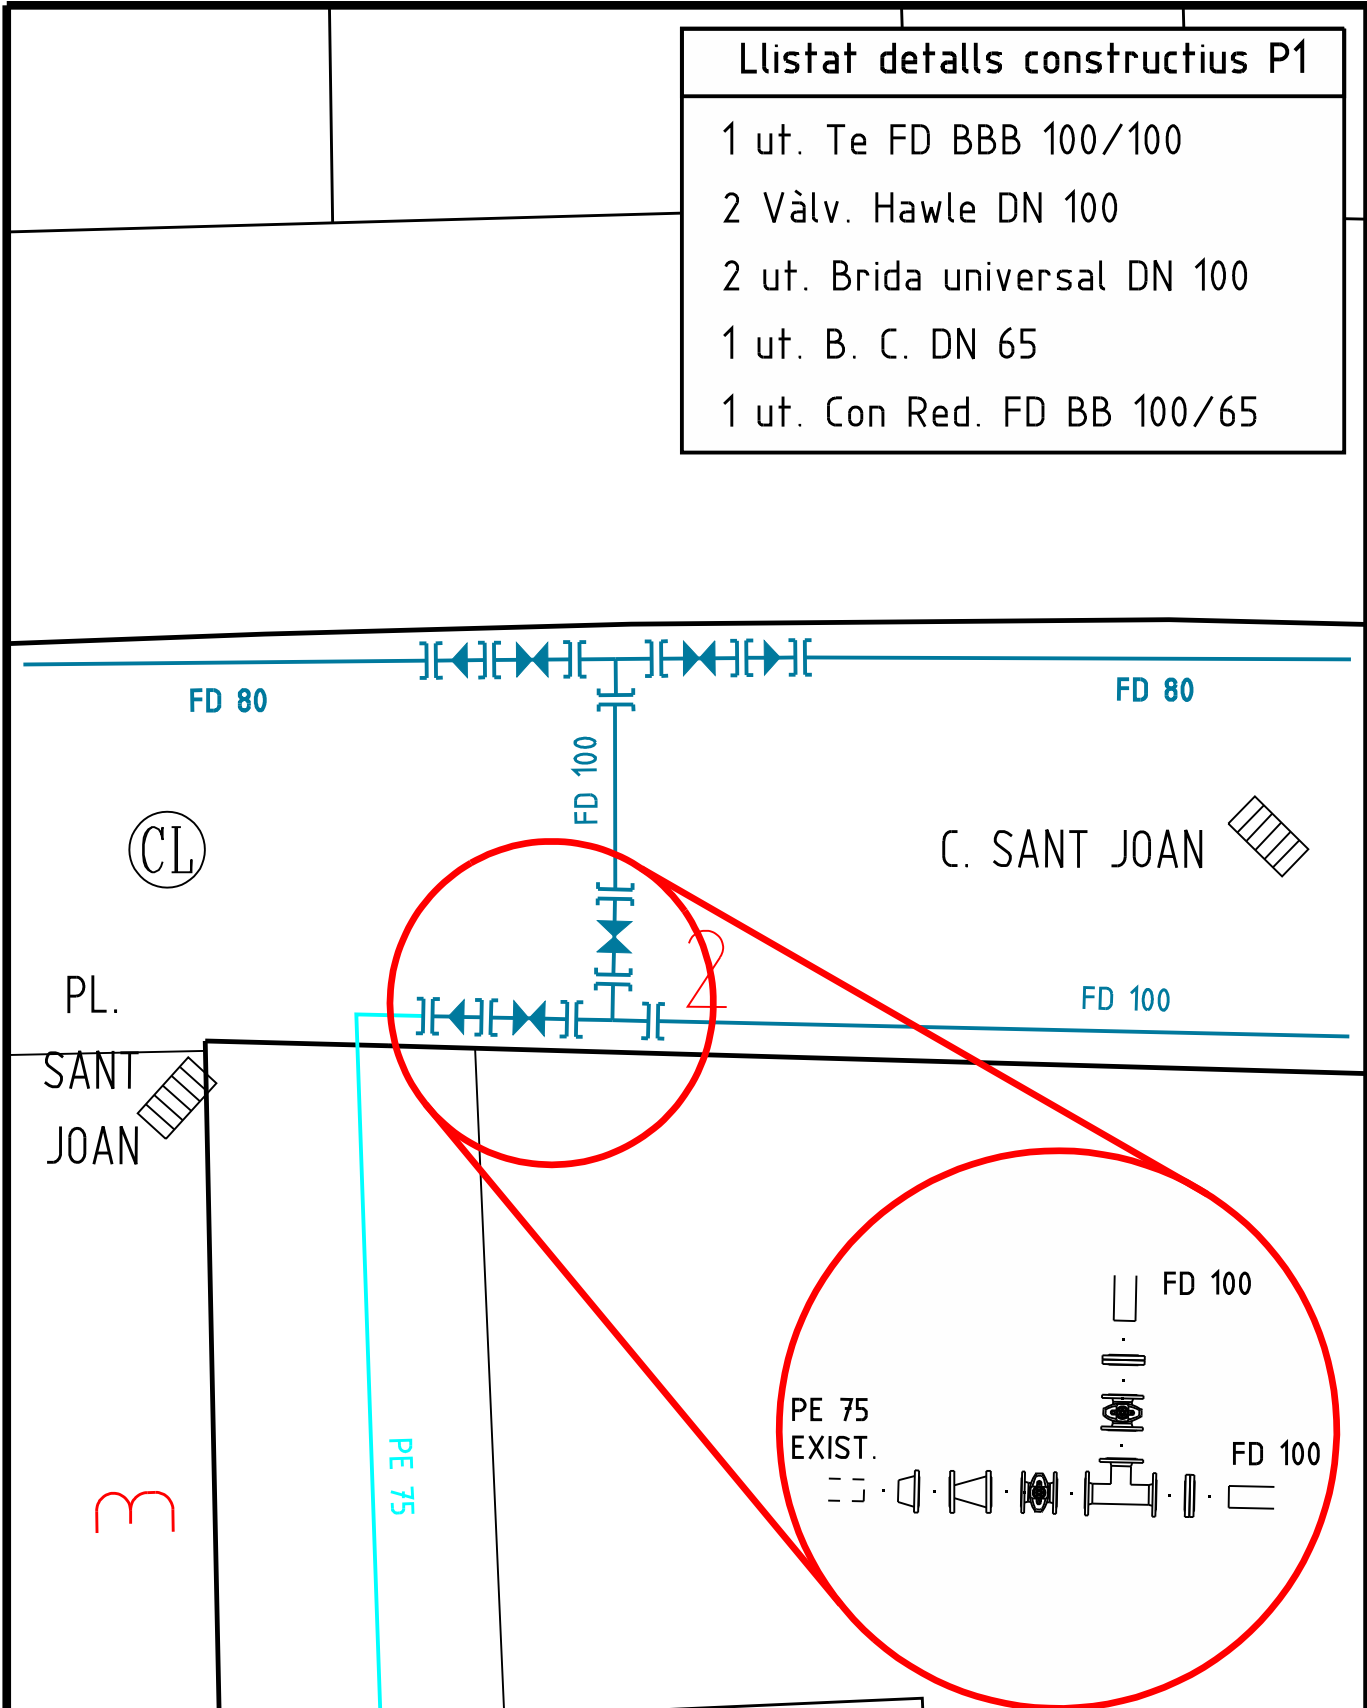 Llistat detalls constructius P1
1 ut. Te FD BBB 100/100
2 Vàlv. Hawle DN 100
2 ut. Brida universal DN 100
1 ut. B. C. DN 65
1 ut. Con Red. FD BB 100/65
FD 80
FD 80
FD 100
CL
C. SANT JOAN
2
FD 100
PL.
SANT
JOAN
FD 100
PE 75
EXIST.
FD 100
PE 75
3